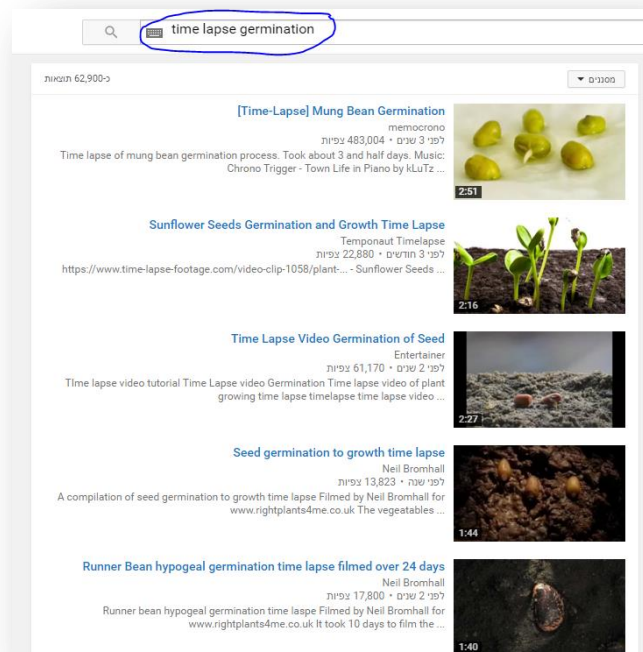 time lapse germination
כ-62,900 תוצאות
מסננים
[Time-Lapse] Mung Bean Germination
memocrono
לפני 3 שנים • 483,004 צפיות
Time lapse of mung bean germination process. Took about 3 and half days. Music:
Chrono Trigger - Town Life in Piano by kLuTz ...
2:51
Sunflower Seeds Germination and Growth Time Lapse
Temponaut Timelapse
לפני 3 חודשים • 22,880 צפיות
https://www.time-lapse-footage.com/video-clip-1058/plant-... - Sunflower Seeds ...
2:16
Time Lapse Video Germination of Seed
Entertainer
לפני 2 שנים • 61,170 צפיות
TIme lapse video tutorial Time Lapse video Germination Time lapse video of plant
growing time lapse timelapse time lapse video ...
2:27
Seed germination to growth time lapse
Neil Bromhall
לפני שנה • 13,823 צפיות
A compilation of seed germination to growth time lapse Filmed by Neil Bromhall for
www.rightplants4me.co.uk The vegeatables ...
1:44
Runner Bean hypogeal germination time lapse filmed over 24 days
Neil Bromhall
לפני 2 שנים • 17,800 צפיות
Runner bean hypogeal germination time laspe Filmed by Neil Bromhall for
www.rightplants4me.co.uk It took 10 days to film the ...
1:40